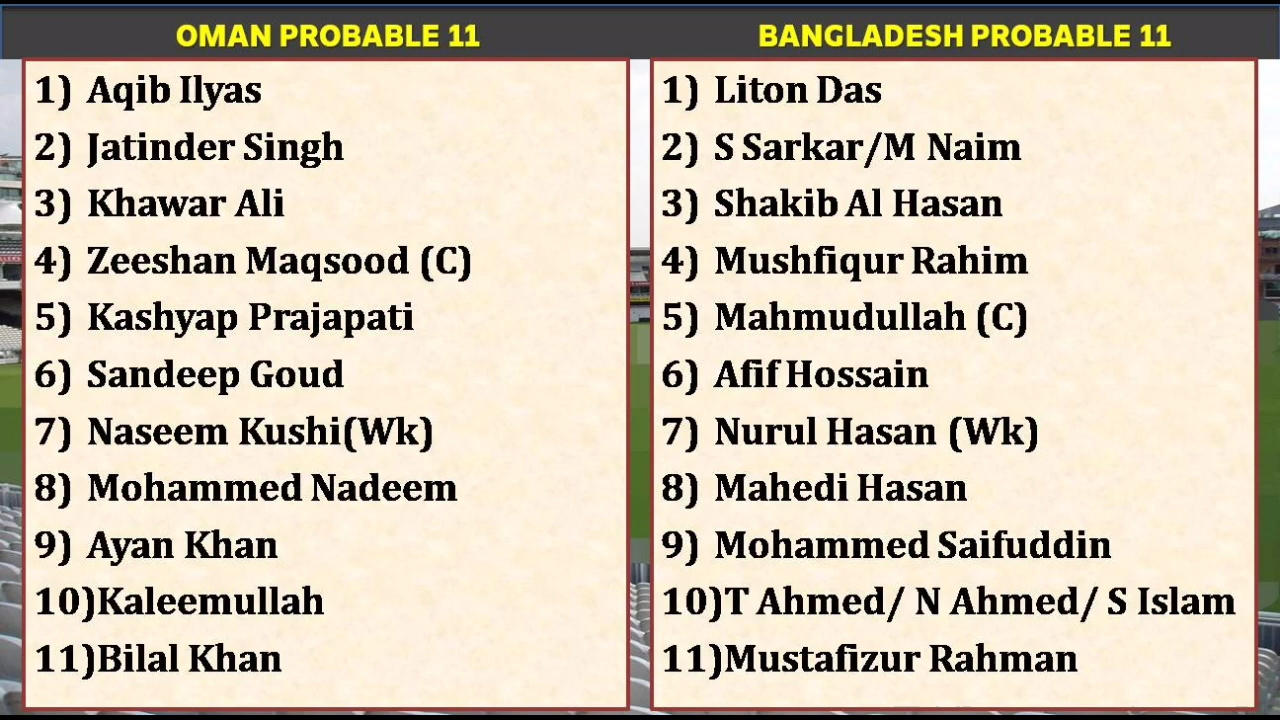 OMAN PROBABLE 11
1) Aqib Ilyas
2) Jatinder Singh
3) Khawar Ali
4) Zeeshan Maqsood (C)
5) Kashyap Prajapati
6) Sandeep Goud
7) Naseem Kushi(Wk)
8) Mohammed Nadeem
9) Ayan Khan
10)Kaleemullah
11)Bilal Khan
BANGLADESH PROBABLE 11
1) Liton Das
2) S Sarkar/M Naim
3) Shakib Al Hasan
4) Mushfiqur Rahim
5) Mahmudullah (C)
6) Afif Hossain
7) Nurul Hasan (Wk)
8) Mahedi Hasan
9) Mohammed Saifuddin
10)T Ahmed/ N Ahmed/ S Islam
11)Mustafizur Rahman